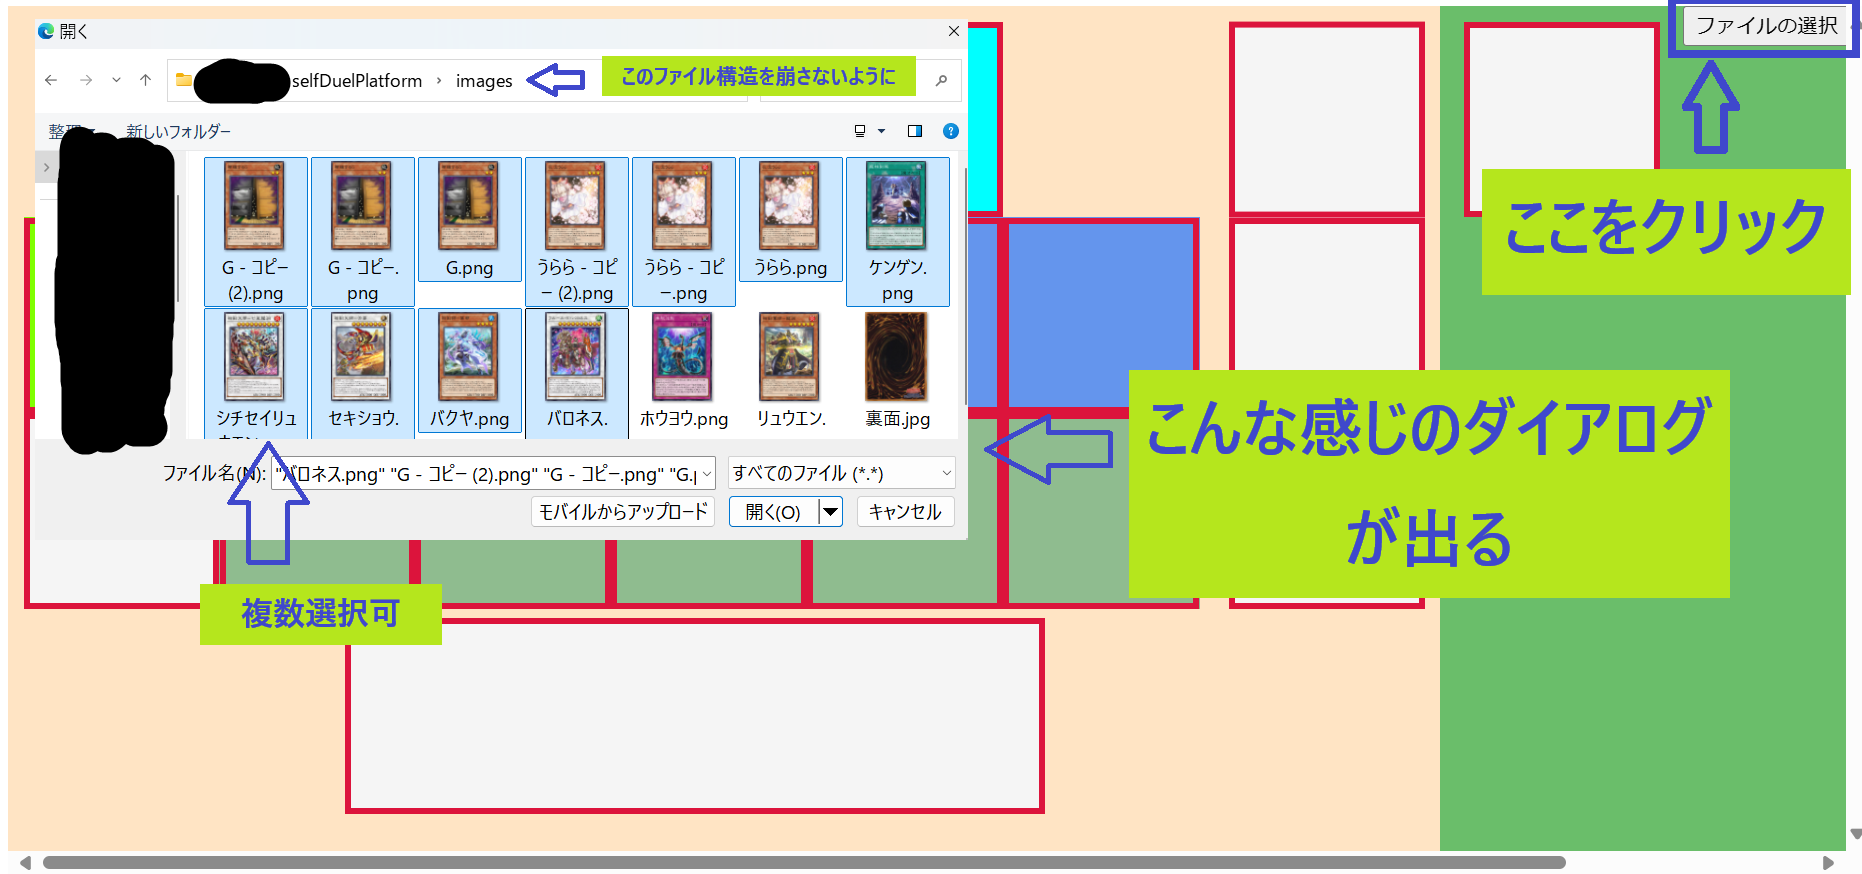 開く
ファイルの選択
selfDuelPlatform › images
このファイル構造を崩さないように
新しいフォルダー
ここをクリック
G - コピー
(2).png
G - コピー.
png
G.png
うらら - コピ
ー (2).png
うらら - コピ
ー.png
うらら.png
ケンゲン.
png
シチセイリュ
セキショウ.
バクヤ.png
バロネス.
ホウヨウ.png
リュウエン.
裏面.jpg
こんな感じのダイアログ
が出る
ファイル名(N):
"バロネス.png" "G - コピー (2).png" "G - コピー.png" "G.p
すべてのファイル (*.*)
モバイルからアップロード
開く(O)
キャンセル
複数選択可